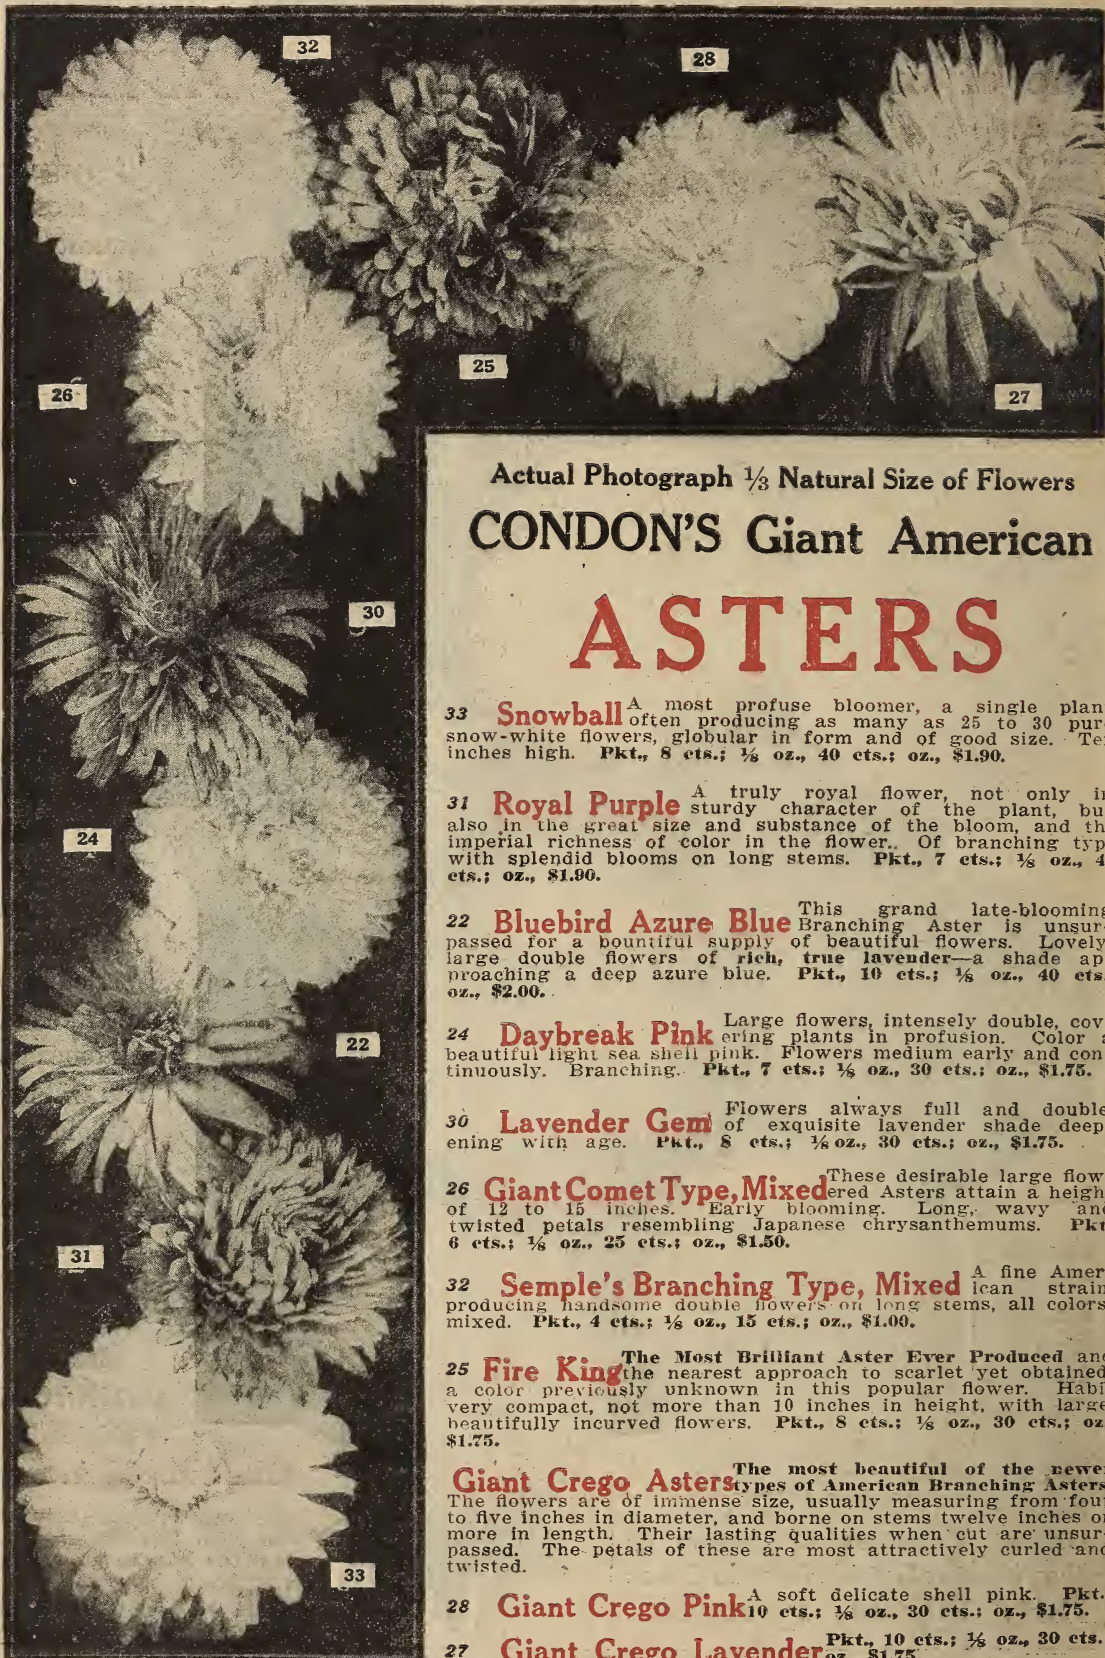 32
28
25
26
27
Actual Photograph ⅓ Natural Size of Flowers
CONDON'S Giant American
ASTERS
30
33 Snowball A most profuse bloomer, a single plan
often producing as many as 25 to 30 pur
snow-white flowers, globular in form and of good size. Te
inches high. Pkt., 8 cts.; ⅛ oz., 40 cts.; oz., $1.90.
31 Royal Purple A truly royal flower, not only i
sturdy character of the plant, bu
also in the great size and substance of the bloom, and th
imperial richness of color in the flower. Of branching typ
with splendid blooms on long stems. Pkt., 7 cts.; ⅛ oz., 4
cts.; oz., $1.90.
24
22 Bluebird Azure Blue This grand late-blooming
Branching Aster is unsur-
passed for a bountiful supply of beautiful flowers. Lovely
large double flowers of rich, true lavender—a shade ap
proaching a deep azure blue. Pkt., 10 cts.; ⅛ oz., 40 cts
oz., $2.00.
24 Daybreak Pink Large flowers, intensely double, cov
ering plants in profusion. Color a
beautiful light sea shell pink. Flowers medium early and con
tinuously. Branching. Pkt., 7 cts.; ⅛ oz., 30 cts.; oz., $1.75.
22
30 Lavender Gem Flowers always full and double
of exquisite lavender shade deep
ening with age. Pkt., 8 cts.; ⅛ oz., 30 cts.; oz., $1.75.
26 Giant Comet Type, Mixed These desirable large flow
ered Asters attain a heigh
of 12 to 15 inches. Early blooming. Long, wavy and
twisted petals resembling Japanese chrysanthemums. Pkt
6 cts.; ⅛ oz., 25 cts.; oz., $1.50.
31
32 Semple's Branching Type, Mixed A fine Amer
ican strain
producing handsome double flowers on long stems, all colors
mixed. Pkt., 4 cts.; ⅛ oz., 15 cts.; oz., $1.00.
25 Fire King The Most Brilliant Aster Ever Produced and
the nearest approach to scarlet yet obtained
a color previously unknown in this popular flower. Habi
very compact, not more than 10 inches in height, with large
beautifully incurved flowers. Pkt., 8 cts.; ⅛ oz., 30 cts.; oz
$1.75.
Giant Crego Asters The most beautiful of the newe
types of American Branching Asters
The flowers are of immense size, usually measuring from fou
to five inches in diameter, and borne on stems twelve inches o
more in length. Their lasting qualities when cut are unsur
passed. The petals of these are most attractively curled and
twisted.
33
28 Giant Crego Pink A soft delicate shell pink. Pkt.
10 cts.; ⅛ oz., 30 cts.; oz., $1.75.
27 Giant Crego Lavender Pkt., 10 cts.; ⅛ oz., 30 cts.
oz., $1.75